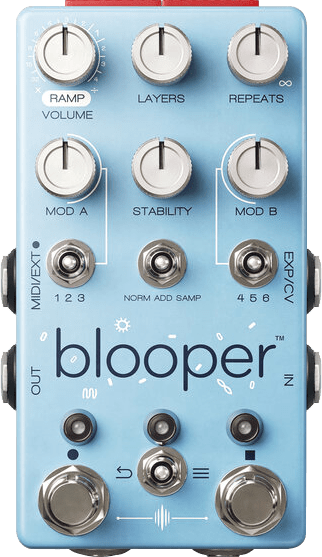 RAMP
VOLUME
LAYERS
REPEATS
∞
MOD A
STABILITY
MOD B
MIDI/EXT
EXP/CV
1 2 3
NORM ADD SAMP
4 5 6
blooper™
OUT
IN